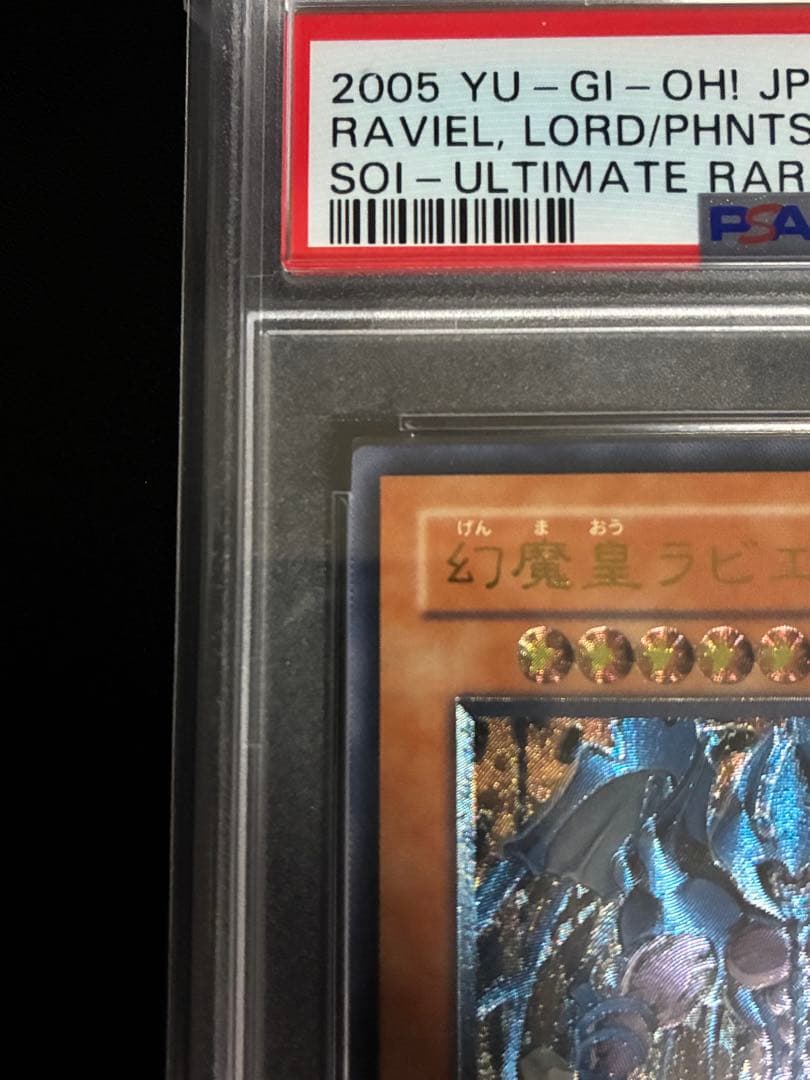 2005 YU-GI-OH! JP
RAVIEL, LORD/PHNTS
SOI-ULTIMATE RAR
PSA
げん ま おう
幻魔皇ラビエ